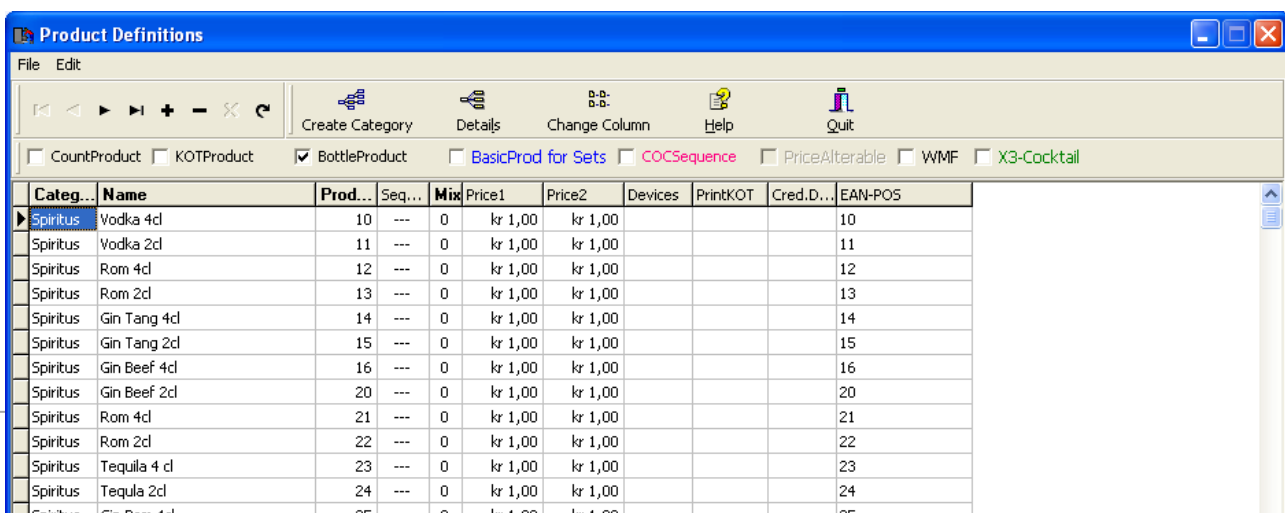 Product Definitions
File Edit
Create Category Details Change Column Help Quit
CountProduct KOTProduct BottleProduct BasicProd for Sets COCSequence PriceAlterable WMF X3-Cocktail
Categ... Name Prod... Seq... Mix Price1 Price2 Devices PrintKOT Cred.D... EAN-POS
Spiritus Vodka 4cl 10 --- 0 kr 1,00 kr 1,00 10
Spiritus Vodka 2cl 11 --- 0 kr 1,00 kr 1,00 11
Spiritus Rom 4cl 12 --- 0 kr 1,00 kr 1,00 12
Spiritus Rom 2cl 13 --- 0 kr 1,00 kr 1,00 13
Spiritus Gin Tang 4cl 14 --- 0 kr 1,00 kr 1,00 14
Spiritus Gin Tang 2cl 15 --- 0 kr 1,00 kr 1,00 15
Spiritus Gin Beef 4cl 16 --- 0 kr 1,00 kr 1,00 16
Spiritus Gin Beef 2cl 20 --- 0 kr 1,00 kr 1,00 20
Spiritus Rom 4cl 21 --- 0 kr 1,00 kr 1,00 21
Spiritus Rom 2cl 22 --- 0 kr 1,00 kr 1,00 22
Spiritus Tequila 4 cl 23 --- 0 kr 1,00 kr 1,00 23
Spiritus Tequla 2cl 24 --- 0 kr 1,00 kr 1,00 24